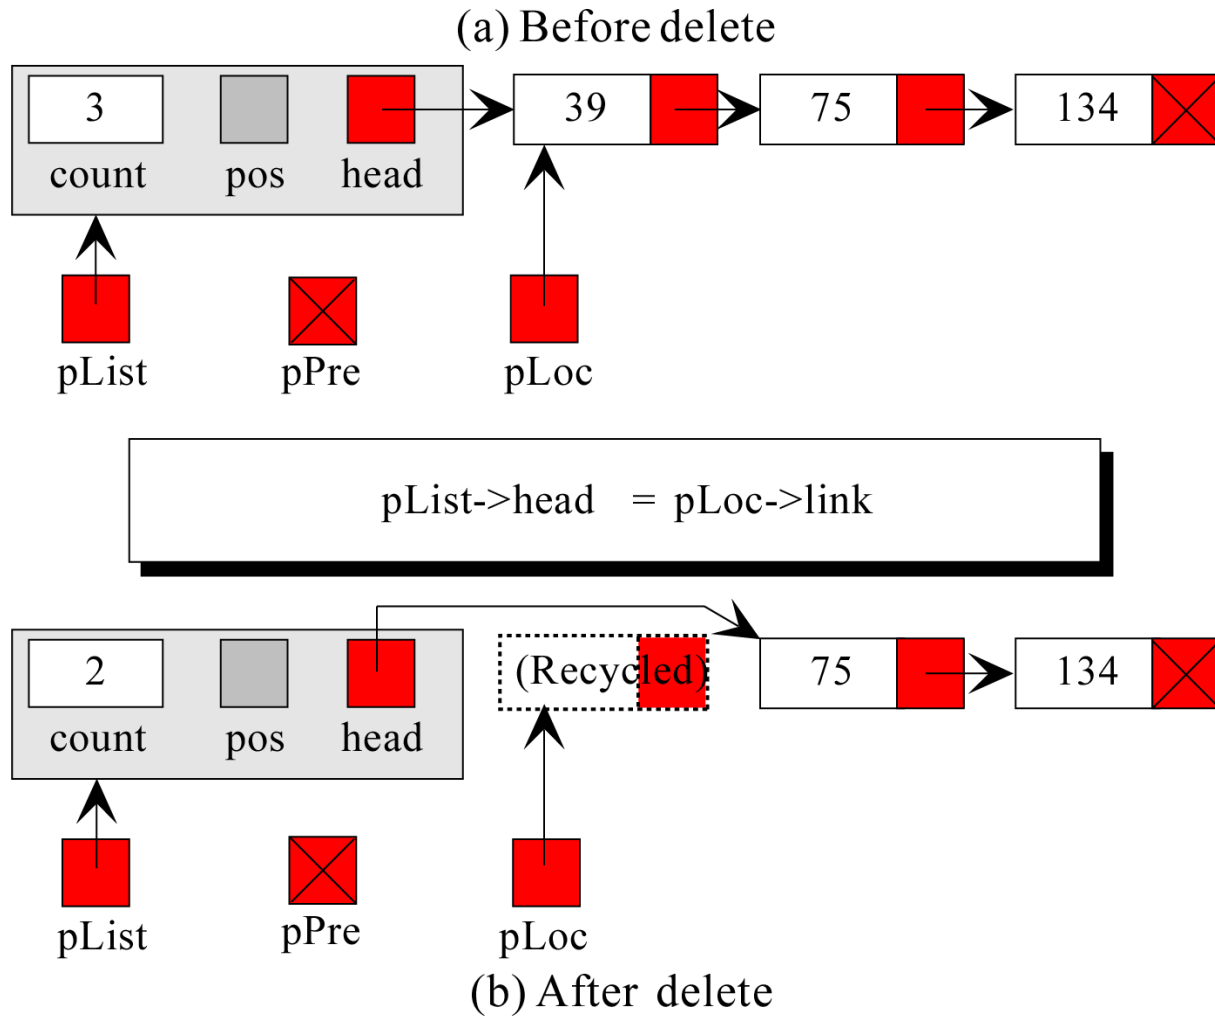 (a) Before delete
3 39 75 134
count pos head
pList pPre pLoc
pList->head = pLoc->link
2 (Recycled) 75 134
count pos head
pList pPre pLoc
(b) After delete